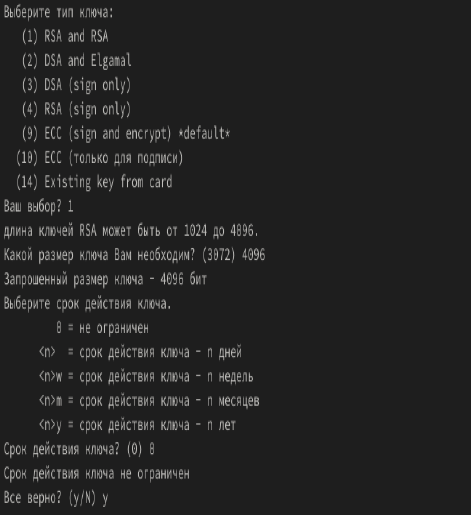 Выберите тип ключа:
(1) RSA and RSA
(2) DSA and Elgamal
(3) DSA (sign only)
(4) RSA (sign only)
(9) ECC (sign and encrypt) *default*
(10) ECC (только для подписи)
(14) Existing key from card
Ваш выбор? 1
длина ключей RSA может быть от 1024 до 4096.
Какой размер ключа Вам необходим? (3072) 4096
Запрошенный размер ключа - 4096 бит
Выберите срок действия ключа.
0 = не ограничен
<n> = срок действия ключа - n дней
<n>w = срок действия ключа - n недель
<n>m = срок действия ключа - n месяцев
<n>y = срок действия ключа - n лет
Срок действия ключа? (0) 0
Срок действия ключа не ограничен
Все верно? (y/N) y